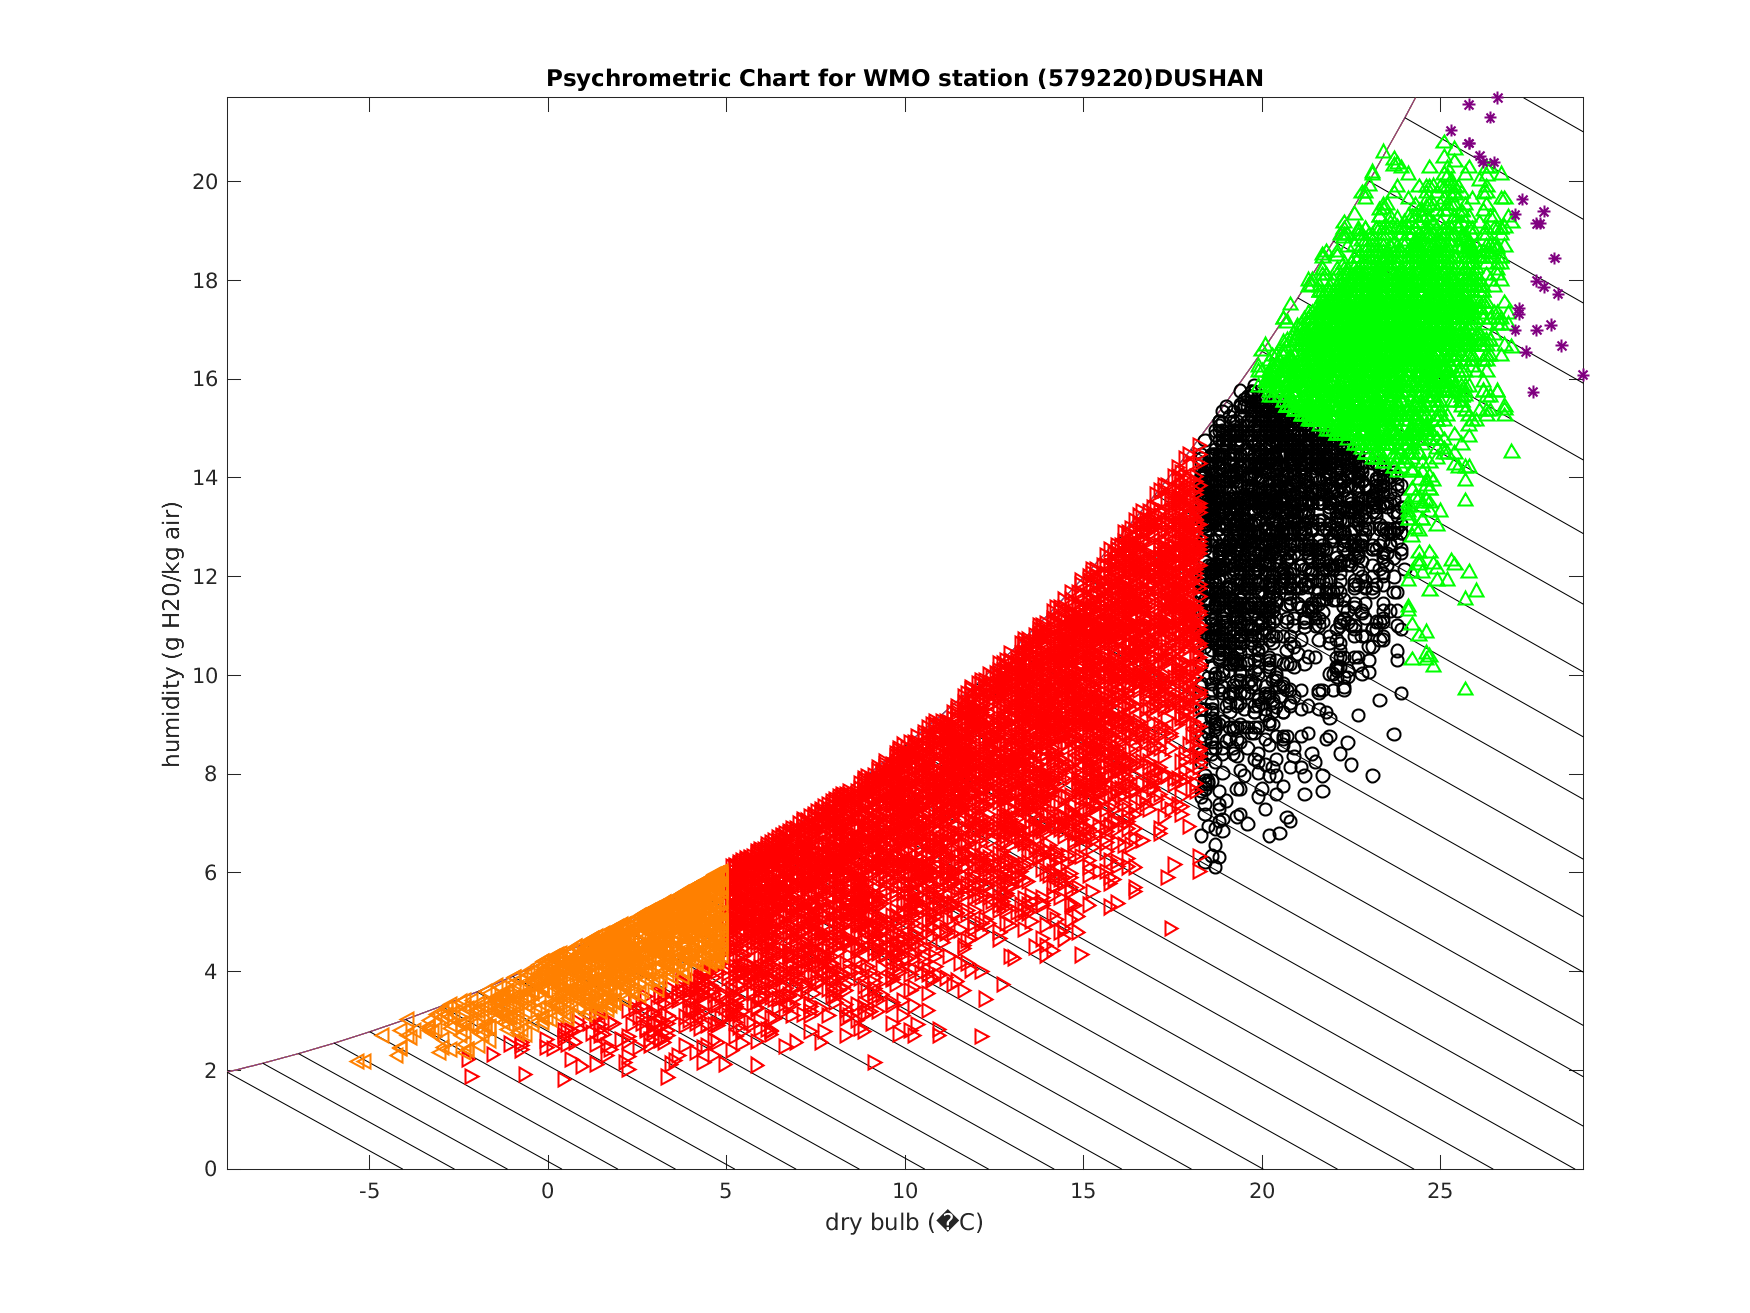 Psychrometric Chart for WMO station (579220)DUSHAN
20
18
16
14
12
10
8
6
4
2
0
humidity (g H20/kg air)
-5 0 5 10 15 20 25
dry bulb (�C)